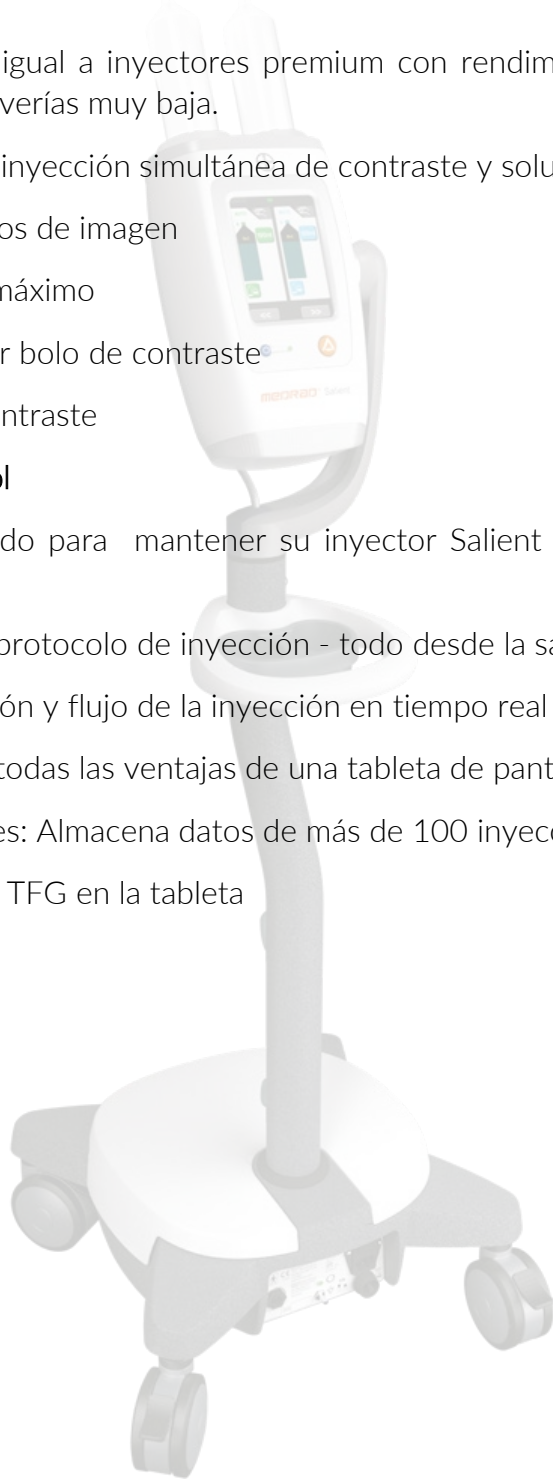 igual a inyectores premium con rendim
verías muy baja.
inyección simultánea de contraste y solu
os de imagen
máximo
r bolo de contraste
ntraste
ol
do para mantener su inyector Salient
protocolo de inyección - todo desde la sa
ón y flujo de la inyección en tiempo real
todas las ventajas de una tableta de pant
es: Almacena datos de más de 100 inyecc
TFG en la tableta
MEDRAD Salient